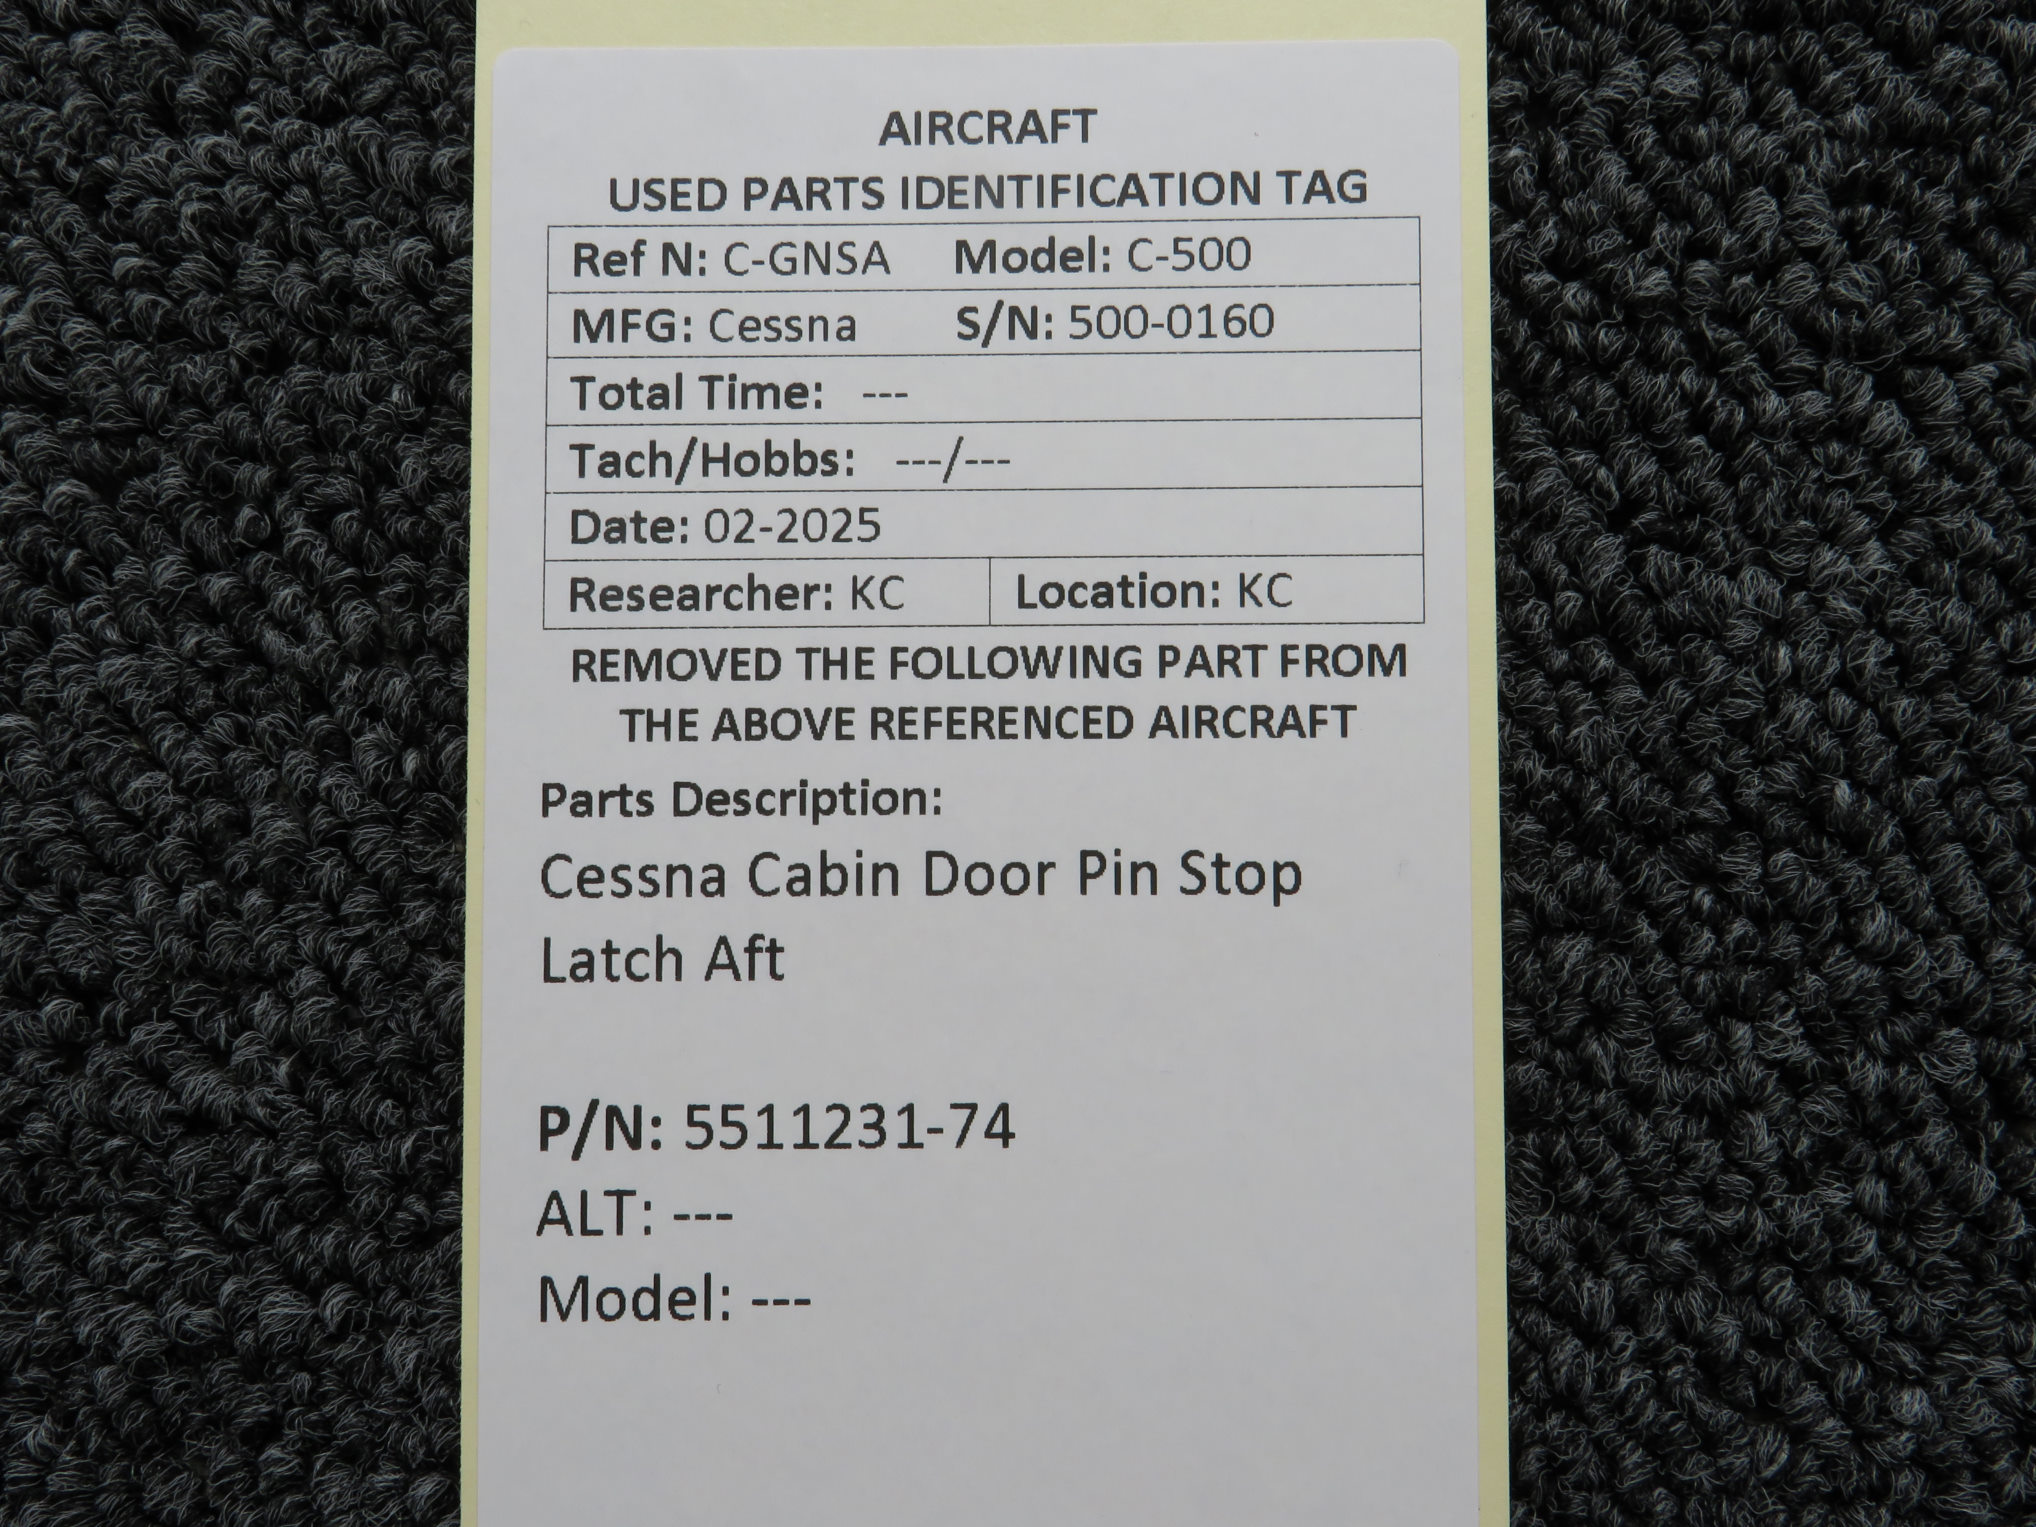 AIRCRAFT
USED PARTS IDENTIFICATION TAG
Ref N: C-GNSA Model: C-500
MFG: Cessna S/N: 500-0160
Total Time: ---
Tach/Hobbs: ---/---
Date: 02-2025
Researcher: KC Location: KC
REMOVED THE FOLLOWING PART FROM
THE ABOVE REFERENCED AIRCRAFT
Parts Description:
Cessna Cabin Door Pin Stop
Latch Aft
P/N: 5511231-74
ALT: ---
Model: ---